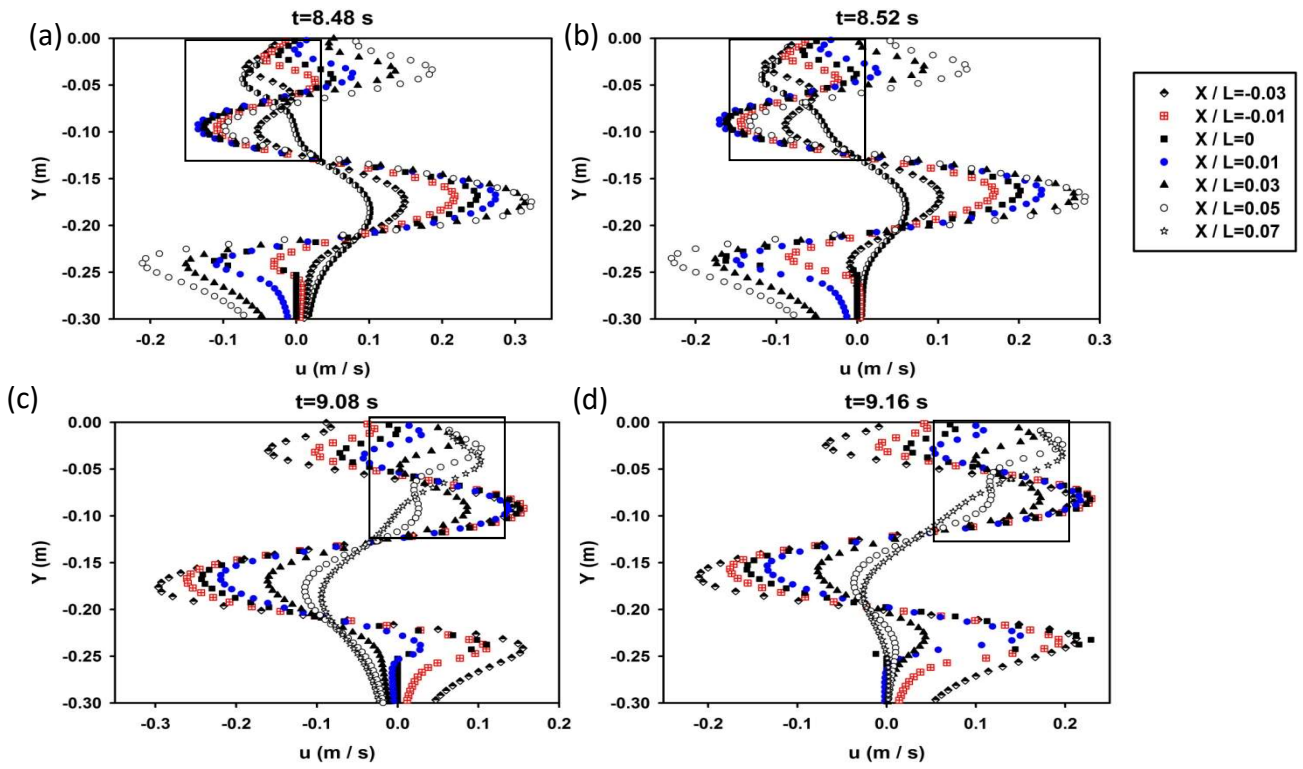 t=8.48 s
t=8.52 s
(a)
(b)
0.00
-0.05
-0.10
-0.15
-0.20
-0.25
-0.30
Y (m)
-0.2 -0.1 0.0 0.1 0.2 0.3
u (m / s)
0.00
-0.05
-0.10
-0.15
-0.20
-0.25
-0.30
Y (m)
-0.2 -0.1 0.0 0.1 0.2 0.3
u (m / s)
X / L=-0.03
X / L=-0.01
X / L=0
X / L=0.01
X / L=0.03
X / L=0.05
X / L=0.07
(c)
t=9.08 s
(d)
t=9.16 s
0.00
-0.05
-0.10
-0.15
-0.20
-0.25
-0.30
Y (m)
-0.3 -0.2 -0.1 0.0 0.1 0.2
u (m / s)
0.00
-0.05
-0.10
-0.15
-0.20
-0.25
-0.30
Y (m)
-0.2 -0.1 0.0 0.1 0.2
u (m / s)